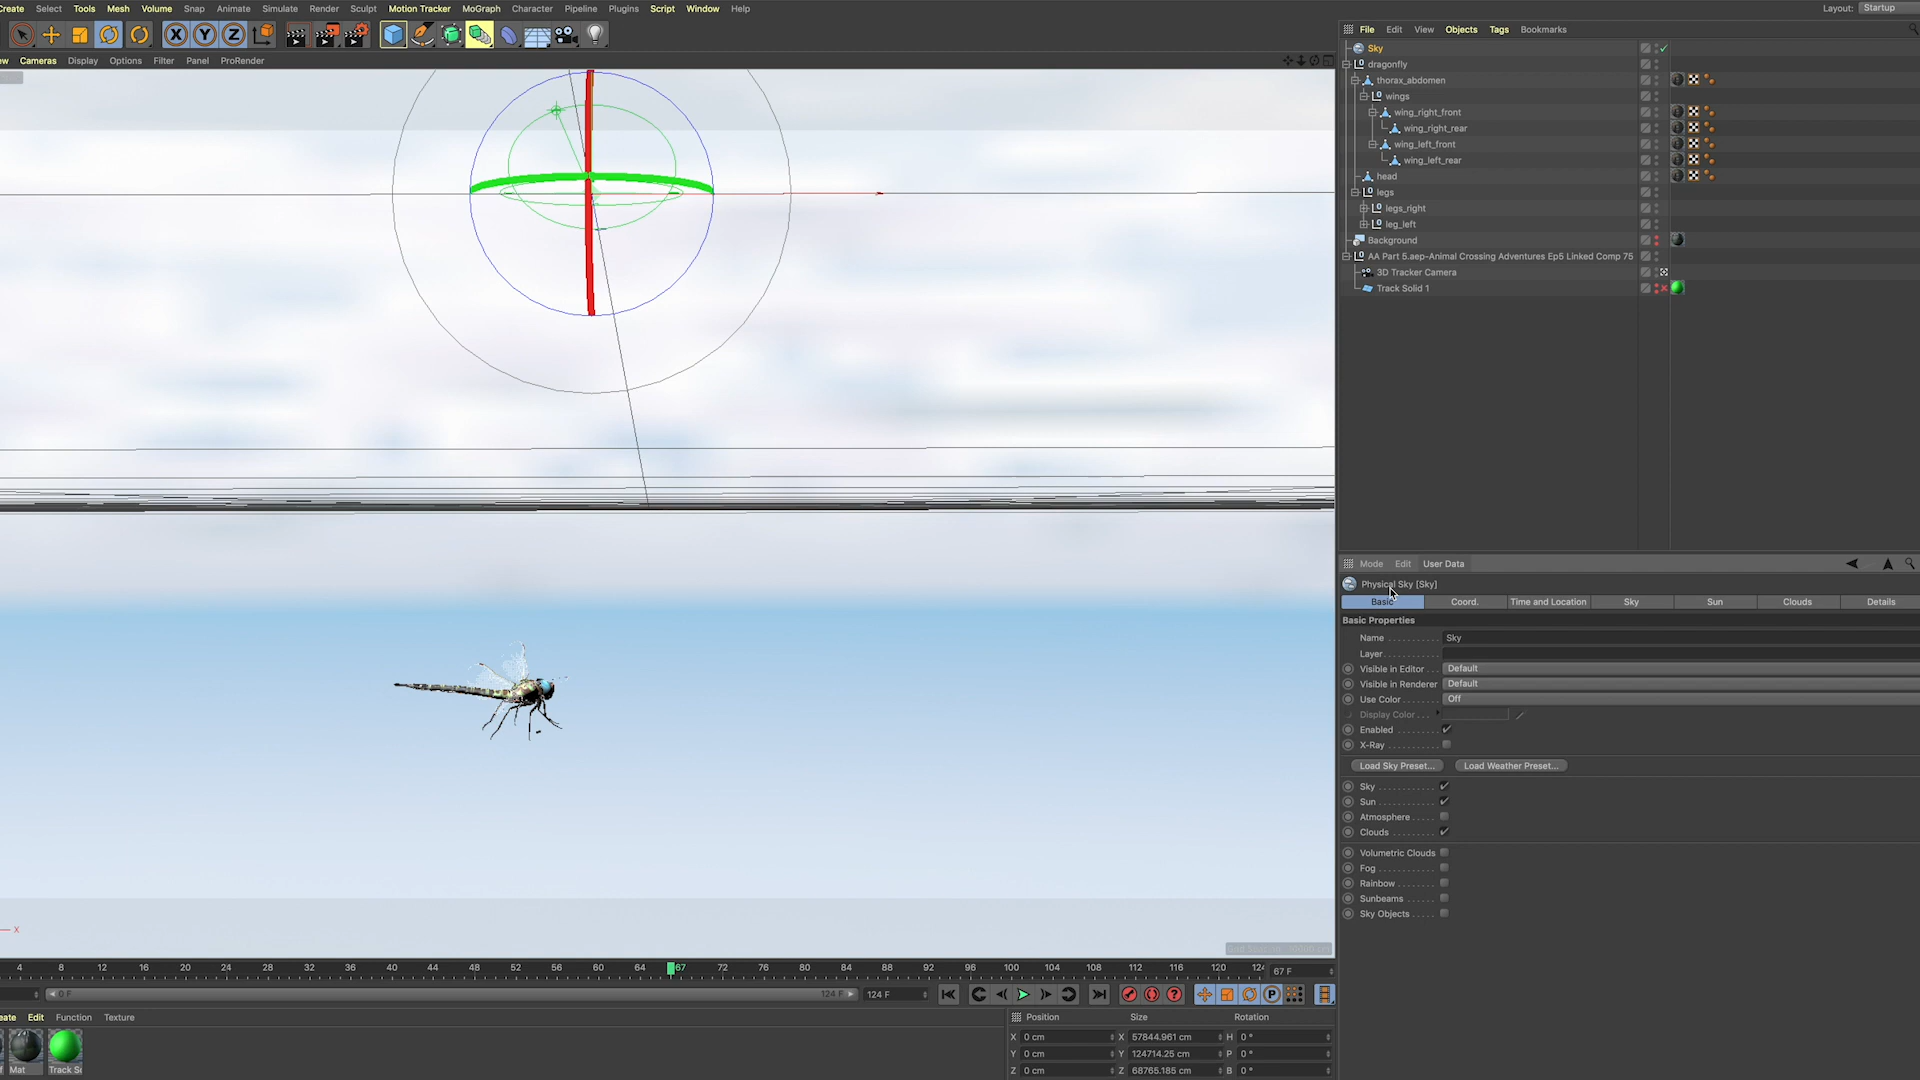 Create Select Tools Mesh Volume Snap Animate Simulate Render Sculpt Motion Tracker MoGraph Character Pipeline Plugins Script Window Help
Layout: Startup
X Y Z
Cameras Display Options Filter Panel ProRender
File Edit View Objects Tags Bookmarks
Sky
dragonfly
thorax_abdomen
wings
wing_right_front
wing_right_rear
wing_left_front
wing_left_rear
head
legs
legs_right
leg_left
Background
AA Part 5.aep-Animal Crossing Adventures Ep5 Linked Comp 75
3D Tracker Camera
Track Solid 1
Mode Edit User Data
Physical Sky [Sky]
Basic Coord. Time and Location Sky Sun Clouds Details
Basic Properties
Name Sky
Layer
Visible in Editor Default
Visible in Renderer Default
Use Color Off
Display Color
Enabled
X-Ray
Load Sky Preset... Load Weather Preset...
Sky
Sun
Atmosphere
Clouds
Volumetric Clouds
Fog
Rainbow
Sunbeams
Sky Objects
X
4 8 12 16 20 24 28 32 36 40 44 48 52 56 60 64 67 72 76 80 84 88 92 96 100 104 108 112 116 120 124
67 F
0 F 124 F 124 F
P
Edit Function Texture
Position Size Rotation
X 0 cm X 57844.961 cm H 0 °
Y 0 cm Y 124714.25 cm P 0 °
Z 0 cm Z 68765.185 cm B 0 °
Mat
Track So